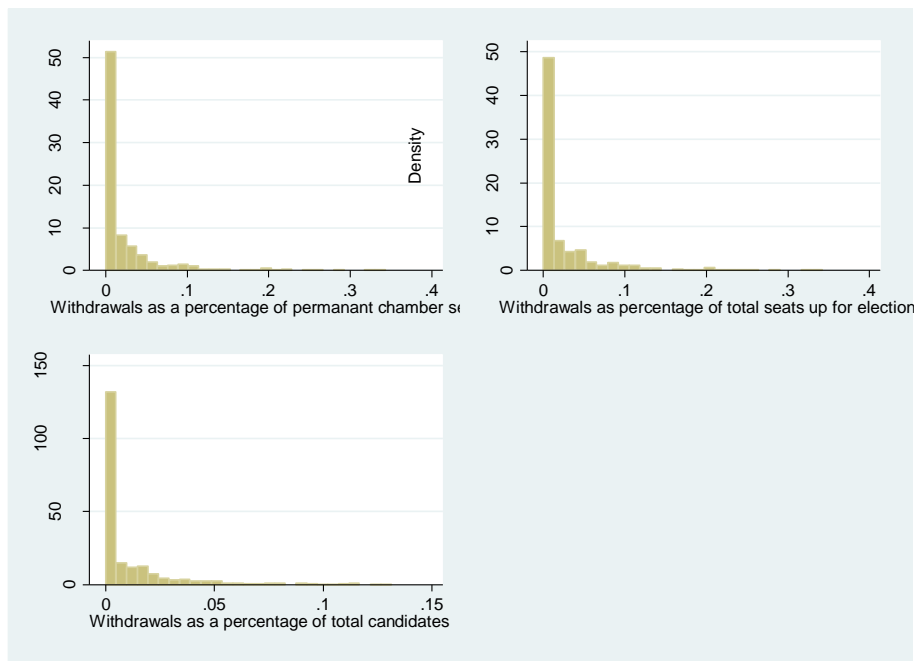 50
40
30
20
10
0
0 .1 .2 .3 .4
Withdrawals as a percentage of permanant chamber se
Density
50
40
30
20
10
0
0 .1 .2 .3 .4
Withdrawals as percentage of total seats up for election
150
100
50
0
0 .05 .1 .15
Withdrawals as a percentage of total candidates